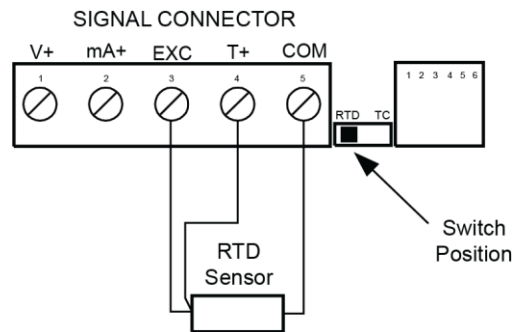 SIGNAL CONNECTOR
V+ mA+ EXC T+ COM
1 2 3 4 5
1 2 3 4 5 6
RTD TC
Switch
Position
RTD
Sensor